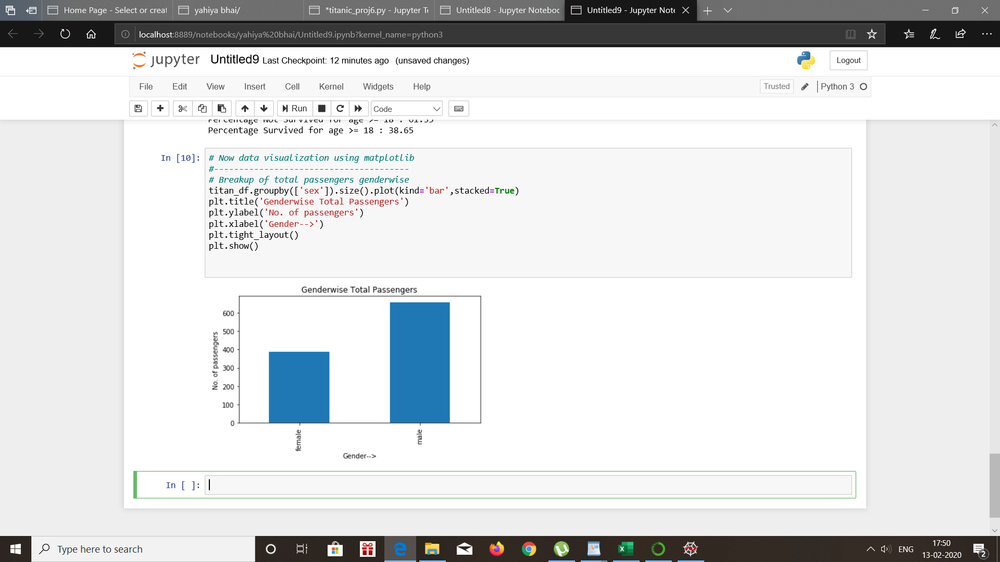 Home Page - Select or creat
yahiya bhai/
*titanic_proj6.py - Jupyter Te
Untitled8 - Jupyter Noteboo
Untitled9 - Jupyter Note
localhost:8889/notebooks/yahiya%20bhai/Untitled9.ipynb?kernel_name=python3
jupyter Untitled9 Last Checkpoint: 12 minutes ago (unsaved changes)
Logout
File Edit View Insert Cell Kernel Widgets Help
Trusted
Python 3
Run
Code
Percentage Not Survived for age >= 18 : 61.35
Percentage Survived for age >= 18 : 38.65
In [10]:
# Now data visualization using matplotlib
#---------------------------------------
# Breakup of total passengers genderwise
titan_df.groupby(['sex']).size().plot(kind='bar',stacked=True)
plt.title('Genderwise Total Passengers')
plt.ylabel('No. of passengers')
plt.xlabel('Gender-->')
plt.tight_layout()
plt.show()
Genderwise Total Passengers
No. of passengers
600
500
400
300
200
100
0
female
male
Gender-->
In [ ]:
Type here to search
ENG
17:50
13-02-2020
2